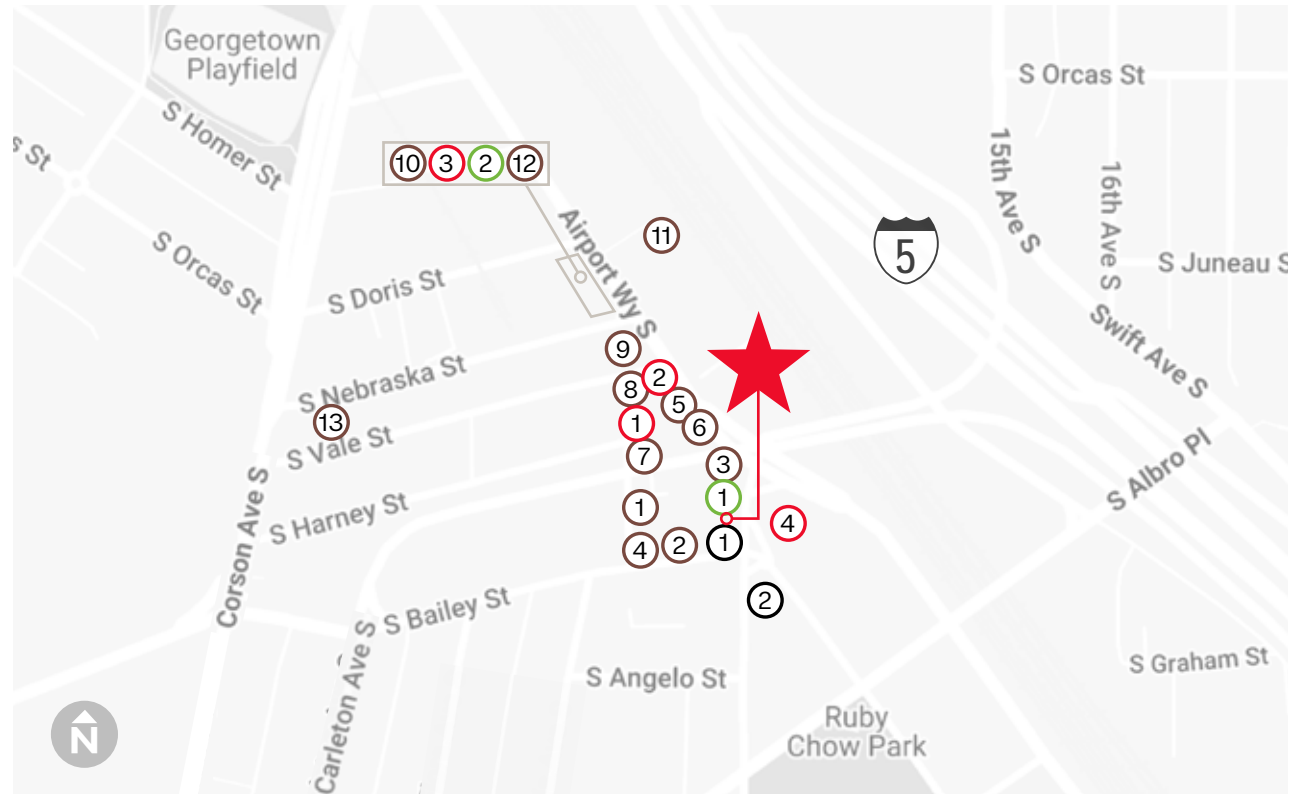 Georgetown
Playfield
S Orcas St
S Homer St
s St
10 3 2 12
15th Ave S
16th Ave S
11
Airport Wy S
5
S Juneau S
S Orcas St
S Doris St
Swift Ave S
9
S Nebraska St
2
8
5
13
1
6
S Vale St
7
3
S Albro Pl
1
1
S Harney St
4
Corson Ave S
4
2
1
2
S Bailey St
Carleton Ave S
S Graham St
S Angelo St
Ruby
Chow Park
N